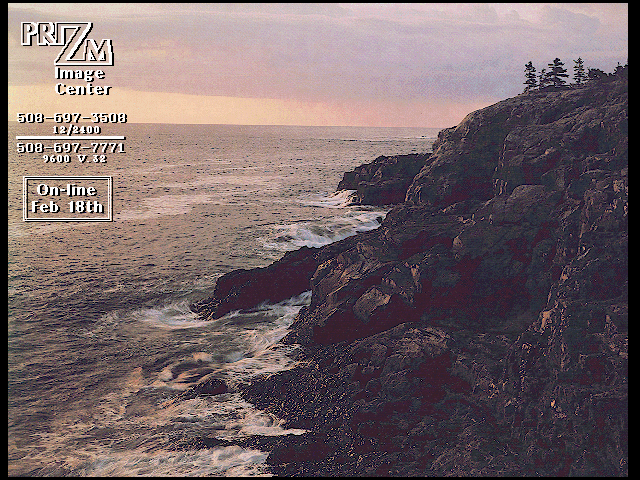 PRIZM
Image
Center
508-697-3508
12/2400
508-697-7771
9600 V.32
On-line
Feb 18th